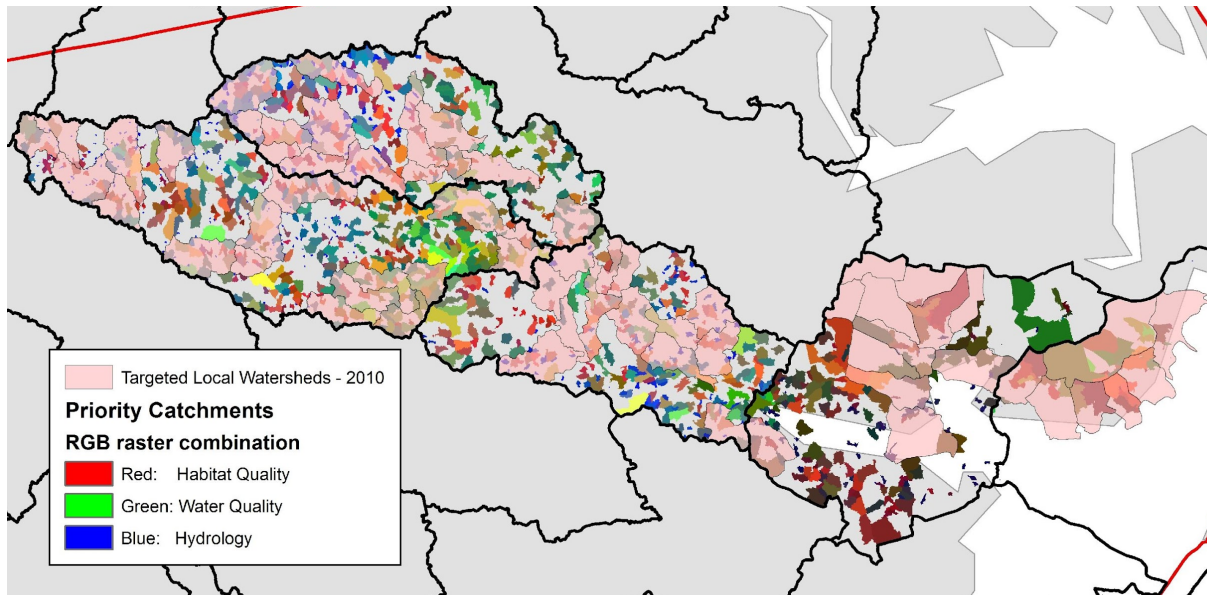 Targeted Local Watersheds - 2010
Priority Catchments
RGB raster combination
Red: Habitat Quality
Green: Water Quality
Blue: Hydrology